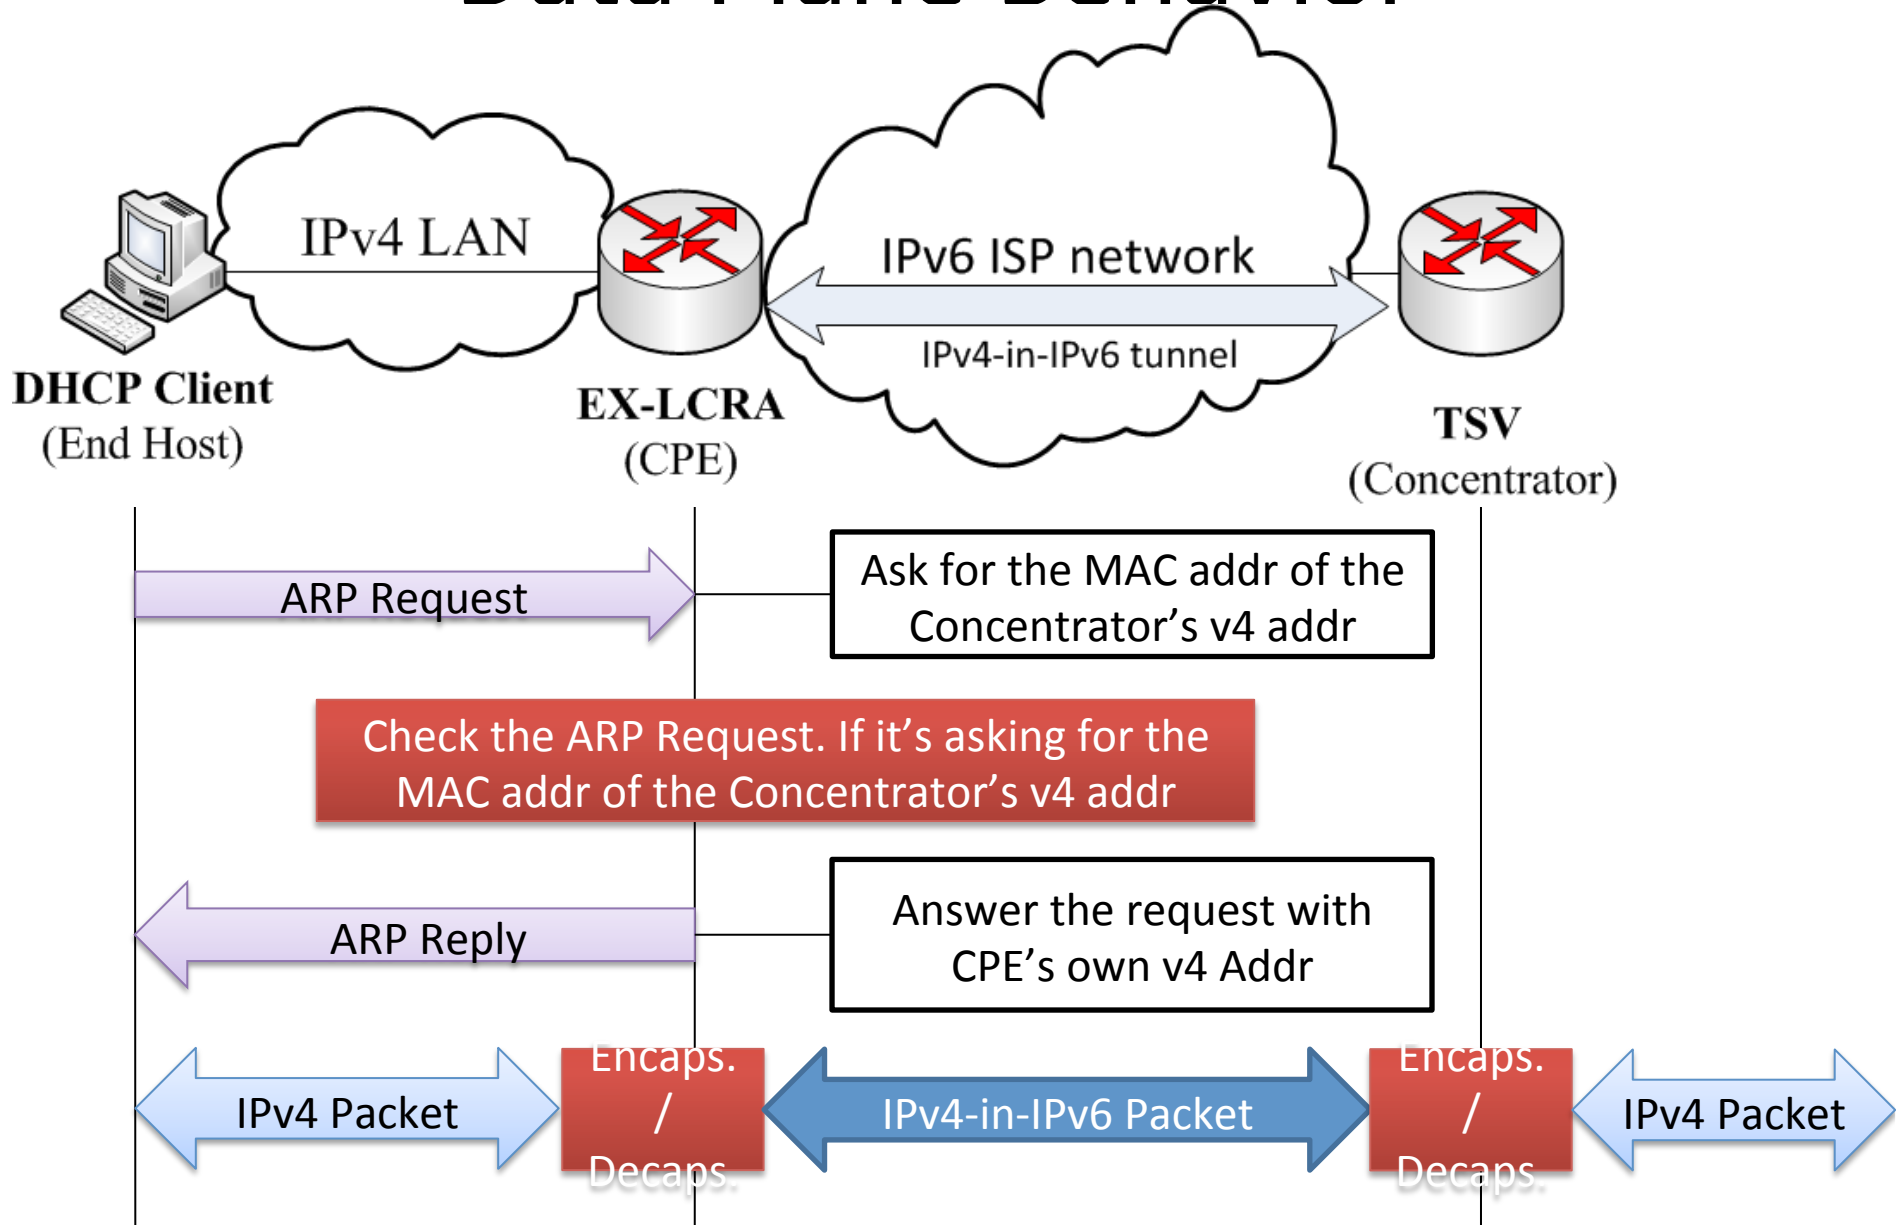 Data Plane Behavior
IPv4 LAN
IPv6 ISP network
IPv4-in-IPv6 tunnel
DHCP Client
(End Host)
EX-LCRA
(CPE)
TSV
(Concentrator)
ARP Request
Ask for the MAC addr of the
Concentrator’s v4 addr
Check the ARP Request. If it’s asking for the
MAC addr of the Concentrator’s v4 addr
ARP Reply
Answer the request with
CPE’s own v4 Addr
IPv4 Packet
Encaps.
/
Decaps.
IPv4-in-IPv6 Packet
Encaps.
/
Decaps.
IPv4 Packet